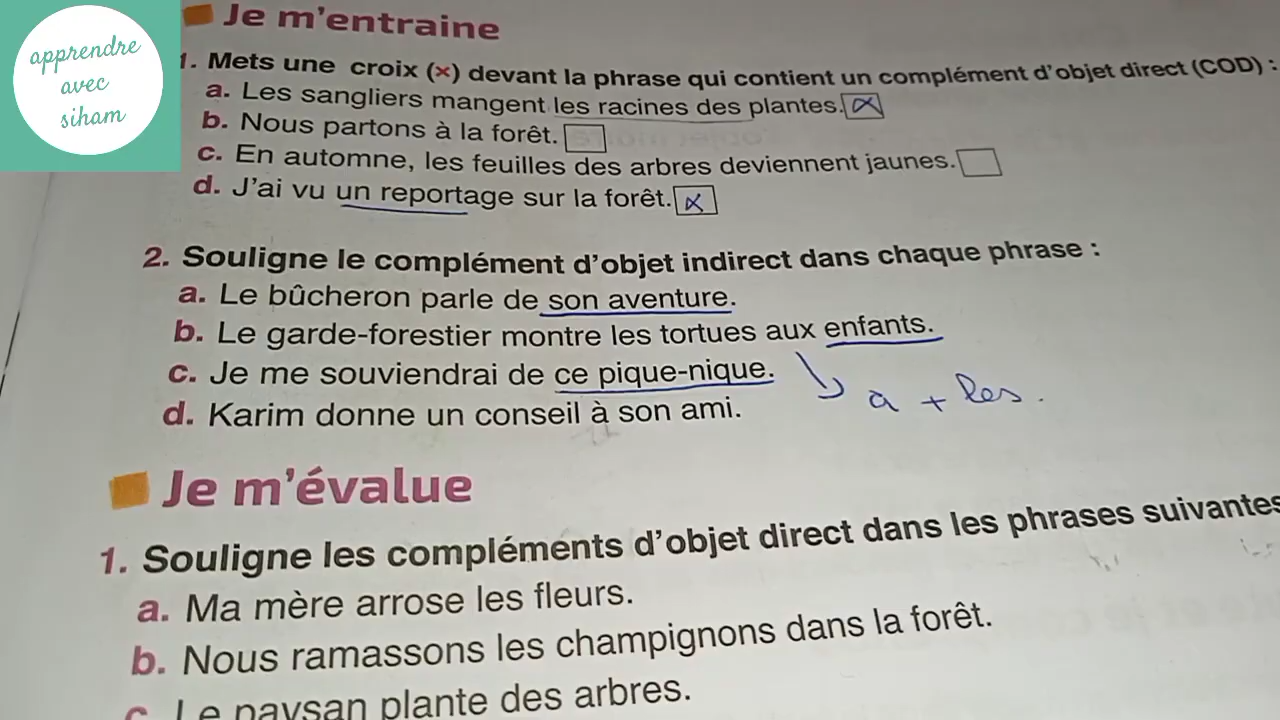 apprendre
avec
siham
Je m'entraine
1. Mets une croix (×) devant la phrase qui contient un complément d'objet direct (COD) :
a. Les sangliers mangent les racines des plantes. x
b. Nous partons à la forêt.
c. En automne, les feuilles des arbres deviennent jaunes.
d. J'ai vu un reportage sur la forêt. x
2. Souligne le complément d'objet indirect dans chaque phrase :
a. Le bûcheron parle de son aventure.
b. Le garde-forestier montre les tortues aux enfants.
c. Je me souviendrai de ce pique-nique.
a + les .
d. Karim donne un conseil à son ami.
Je m'évalue
1. Souligne les compléments d'objet direct dans les phrases suivantes
a. Ma mère arrose les fleurs.
b. Nous ramassons les champignons dans la forêt.
c. Le paysan plante des arbres.